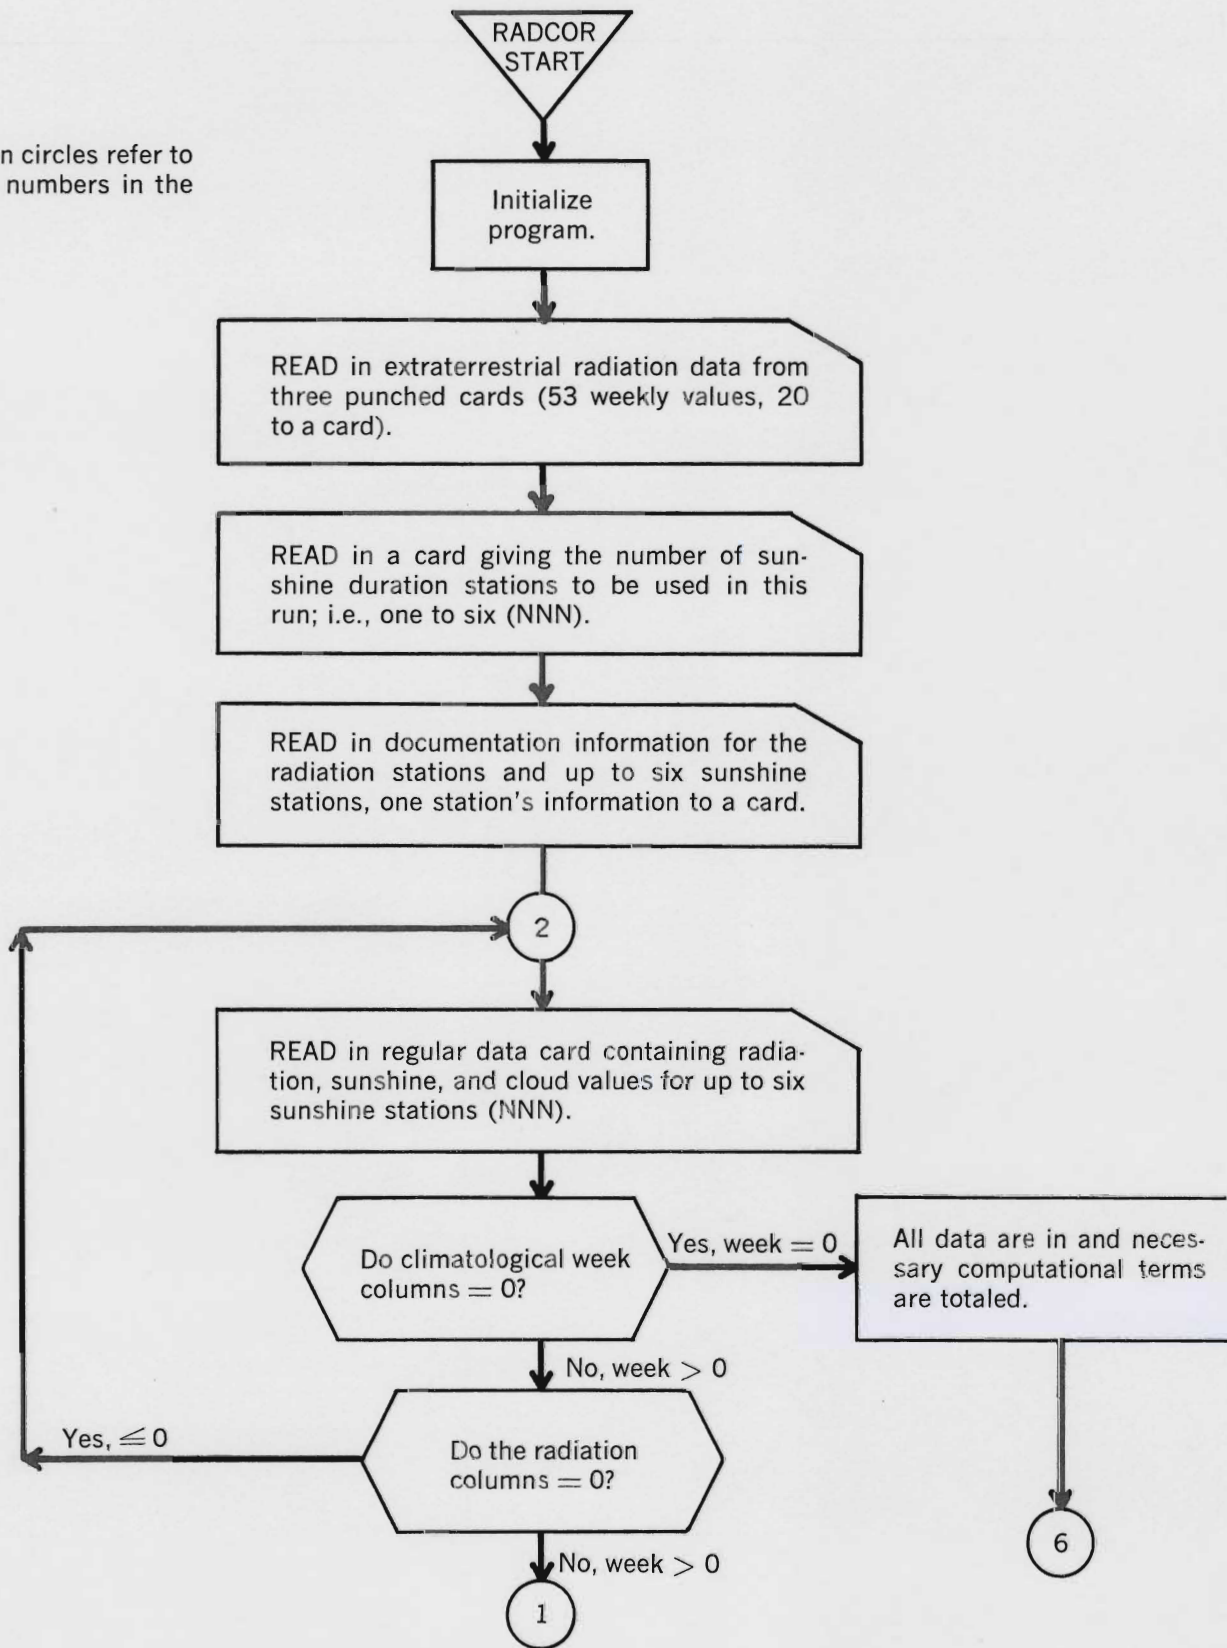 RADCOR
START
n circles refer to
numbers in the
Initialize
program.
READ in extraterrestrial radiation data from
three punched cards (53 weekly values, 20
to a card).
READ in a card giving the number of sun-
shine duration stations to be used in this
run; i.e., one to six (NNN).
READ in documentation information for the
radiation stations and up to six sunshine
stations, one station's information to a card.
2
READ in regular data card containing radia-
tion, sunshine, and cloud values for up to six
sunshine stations (NNN).
Do climatological week
columns = 0?
Yes, week = 0
All data are in and neces-
sary computational terms
are totaled.
No, week > 0
Yes, ≤ 0
Do the radiation
columns = 0?
No, week > 0
6
1